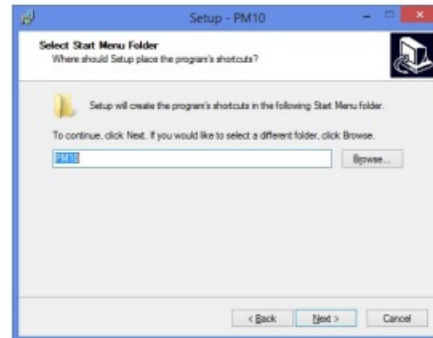 Setup - PM10
Select Start Menu Folder
Where should Setup place the program's shortcuts?
Setup will create the program's shortcuts in the following Start Menu folder.
To continue, click Next. If you would like to select a different folder, click Browse.
PM10
Browse...
< Back
Next >
Cancel